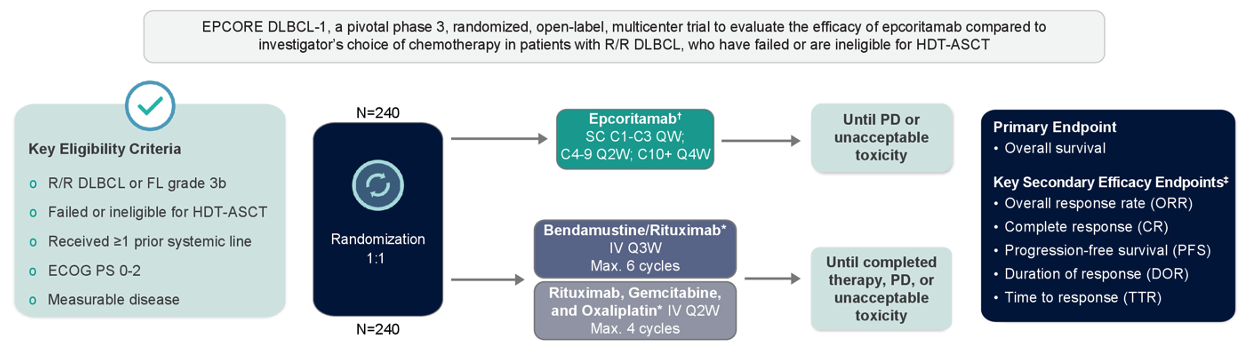 EPCORE DLBCL-1, a pivotal phase 3, randomized, open-label, multicenter trial to evaluate the efficacy of epcoritamab compared to
investigator's choice of chemotherapy in patients with R/R DLBCL, who have failed or are ineligible for HDT-ASCT
Key Eligibility Criteria
R/R DLBCL or FL grade 3b
Failed or ineligible for HDT-ASCT
Received ≥1 prior systemic line
ECOG PS 0-2
Measurable disease
N=240
Randomization
1:1
N=240
Epcoritamab†
SC C1-C3 QW;
C4-9 Q2W; C10+ Q4W
Until PD or
unacceptable
toxicity
Bendamustine/Rituximab*
IV Q3W
Max. 6 cycles
Rituximab, Gemcitabine,
and Oxaliplatin* IV Q2W
Max. 4 cycles
Until completed
therapy, PD, or
unacceptable
toxicity
Primary Endpoint
• Overall survival
Key Secondary Efficacy Endpoints‡
• Overall response rate (ORR)
• Complete response (CR)
• Progression-free survival (PFS)
• Duration of response (DOR)
• Time to response (TTR)